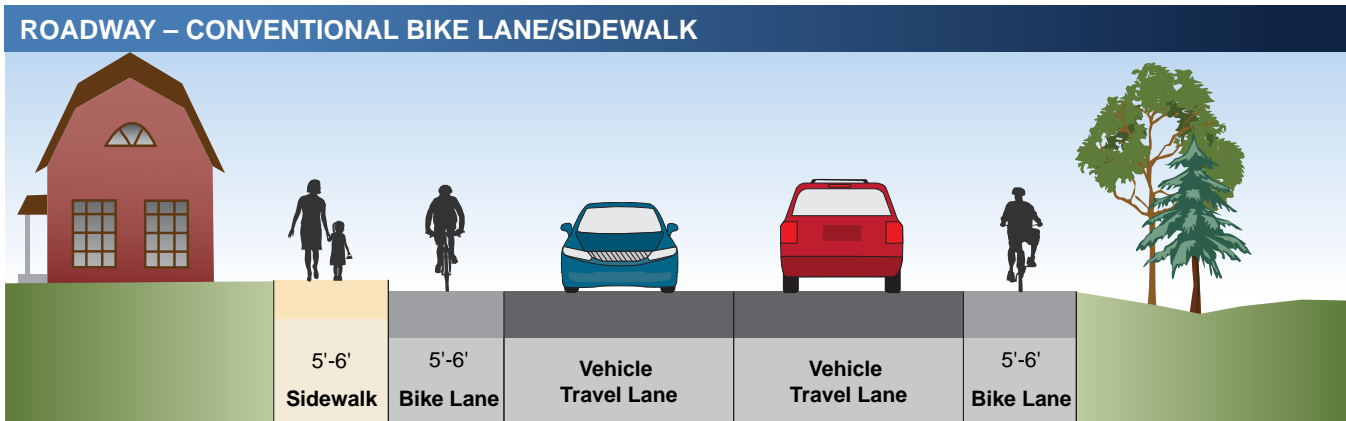 ROADWAY – CONVENTIONAL BIKE LANE/SIDEWALK
5'-6'
Sidewalk
5'-6'
Bike Lane
Vehicle
Travel Lane
Vehicle
Travel Lane
5'-6'
Bike Lane